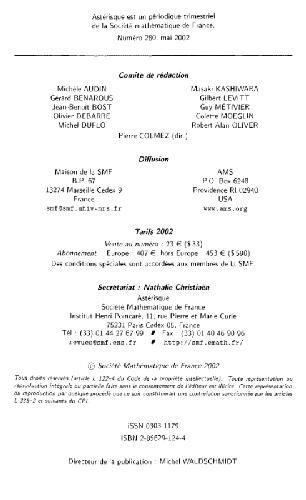 Astérisque est un périodique trimestriel
de la Société mathématique de France.
Numéro 280, mai 2002
Comité de rédaction
Michèle AUDIN Masaki KASHIWARA
Gérard BENAROUS Gilbert LEVITT
Jean-Benoît BOST Guy MÉTIVIER
Olivier DEBARRE Colette MOEGLIN
Michel DUFLO Robert Alan OLIVER
Pierre COLMEZ (dir.)
Diffusion
Maison de la SMF AMS
B.P. 67 P.O. Box 6248
13274 Marseille Cedex 9 Providence RI 02940
France USA
smf@smf.univ-mrs.fr www.ams.org
Tarifs 2002
Vente au numéro : 23 € ($33)
Abonnement Europe : 407 €, hors Europe : 453 € ($580)
Des conditions spéciales sont accordées aux membres de la SMF.
Secrétariat : Nathalie Christiaën
Astérisque
Société Mathématique de France
Institut Henri Poincaré, 11, rue Pierre et Marie Curie
75231 Paris Cedex 05, France
Tél : (33) 01 44 27 67 99 Fax : (33) 01 40 46 90 96
revues@smf.ens.fr http://smf.emath.fr/
© Société Mathématique de France 2002
Tous droits réservés (article L 122-4 du Code de la propriété intellectuelle). Toute représentation ou
reproduction intégrale ou partielle faite sans le consentement de l'éditeur est illicite. Cette représentation
ou reproduction par quelque procédé que ce soit constituerait une contrefaçon sanctionnée par les articles
L 335-2 et suivants du CPI.
ISSN 0303-1179
ISBN 2-85629-124-4
Directeur de la publication : Michel WALDSCHMIDT